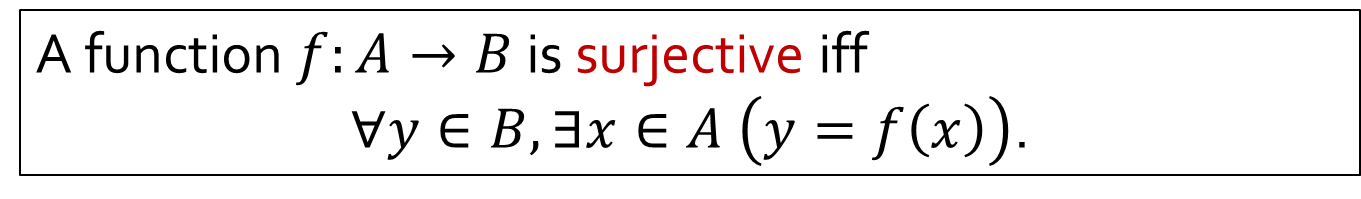 A function 𝑓: 𝐴 → 𝐵 is surjective iff
∀𝑦 ∈ 𝐵, ∃𝑥 ∈ 𝐴 (𝑦 = 𝑓(𝑥)).